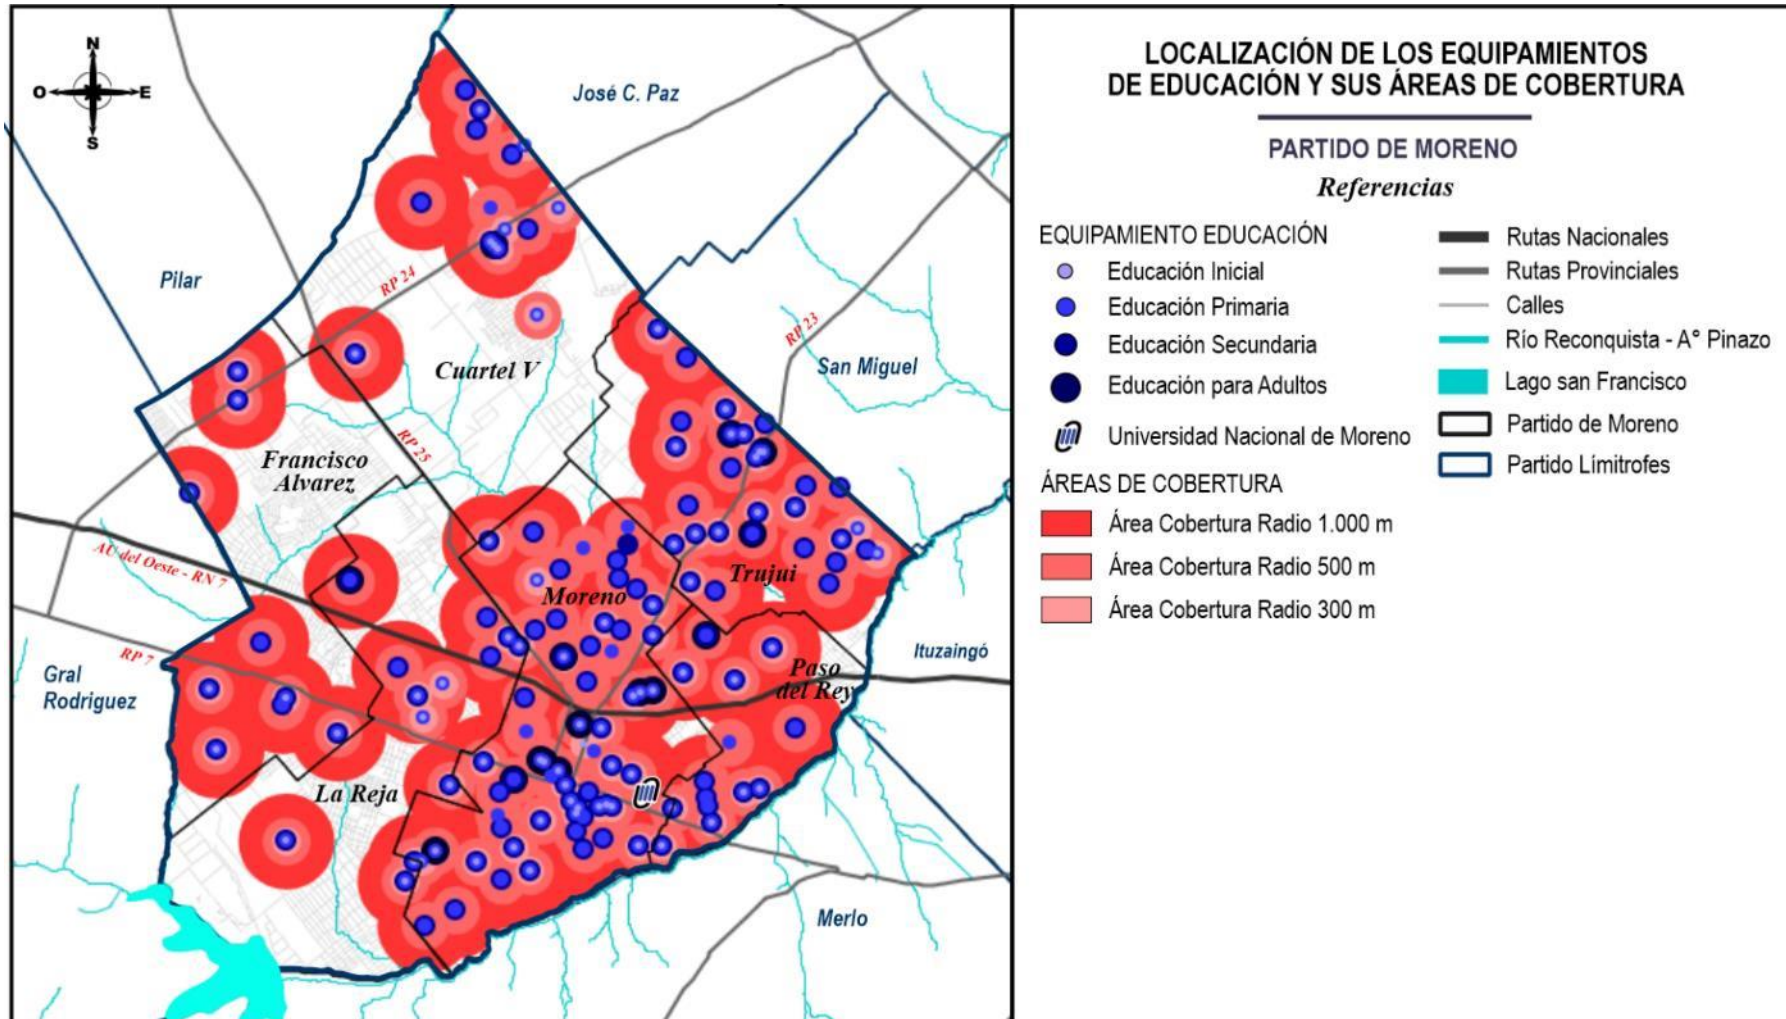 N
O
E
S
José C. Paz
Pilar
RP 24
RP 23
San Miguel
Cuartel V
RP 25
Francisco
Alvarez
AU del Oeste - RN 7
Trujui
Moreno
RP 7
Ituzaingó
Gral
Rodriguez
Paso
del Rey
La Reja
Merlo
LOCALIZACIÓN DE LOS EQUIPAMIENTOS
DE EDUCACIÓN Y SUS ÁREAS DE COBERTURA
PARTIDO DE MORENO
Referencias
EQUIPAMIENTO EDUCACIÓN
Educación Inicial
Educación Primaria
Educación Secundaria
Educación para Adultos
Universidad Nacional de Moreno
ÁREAS DE COBERTURA
Área Cobertura Radio 1.000 m
Área Cobertura Radio 500 m
Área Cobertura Radio 300 m
Rutas Nacionales
Rutas Provinciales
Calles
Río Reconquista - A° Pinazo
Lago san Francisco
Partido de Moreno
Partido Límitrofes